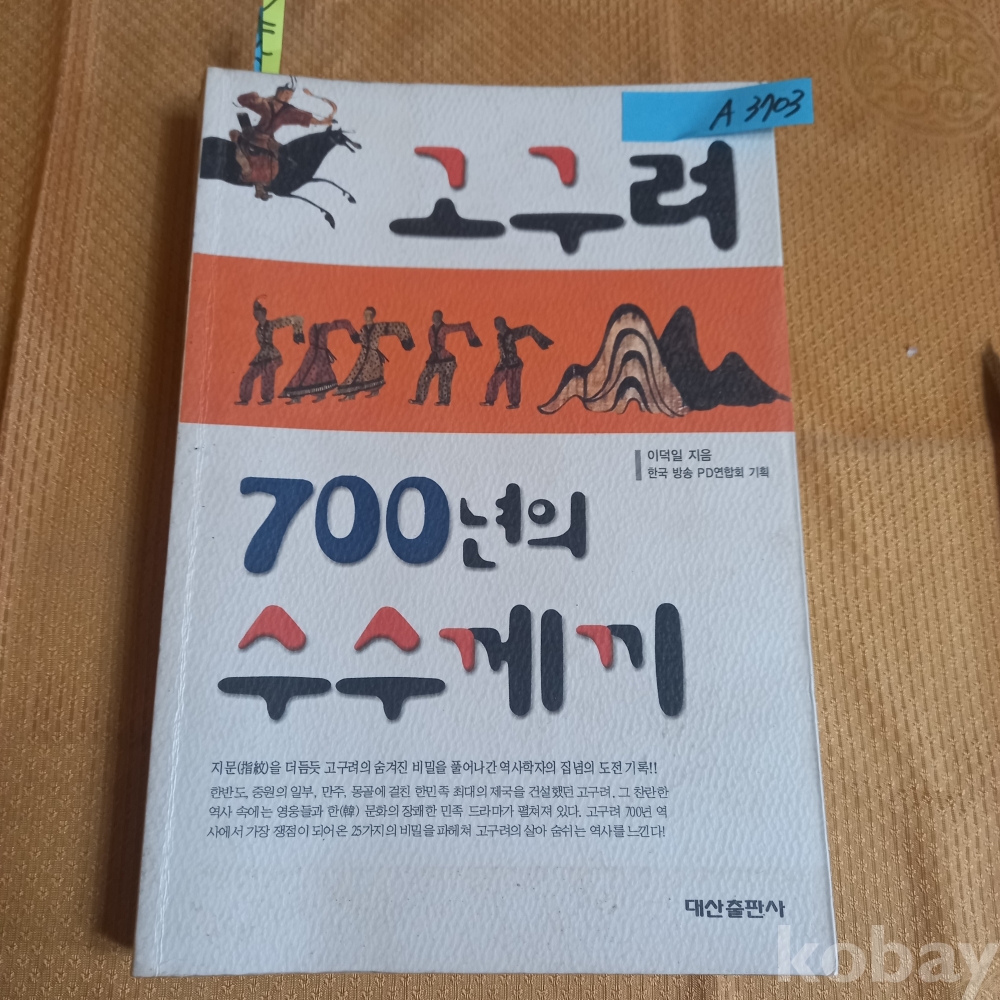 A 3703
고구려
이덕일 지음
한국 방송 PD연합회 기획
700년의
수수께끼
지문(指紋)을 더듬듯 고구려의 숨겨진 비밀을 풀어나간 역사학자의 집념의 도전 기록!!
한반도, 중원의 일부, 만주, 몽골에 걸친 한민족 최대의 제국을 건설했던 고구려. 그 찬란한
역사 속에는 영웅들과 한(韓) 문화의 장쾌한 민족 드라마가 펼쳐져 있다. 고구려 700년 역
사에서 가장 쟁점이 되어온 25가지의 비밀을 파헤쳐 고구려의 살아 숨쉬는 역사를 느낀다!
대산출판사
kobay